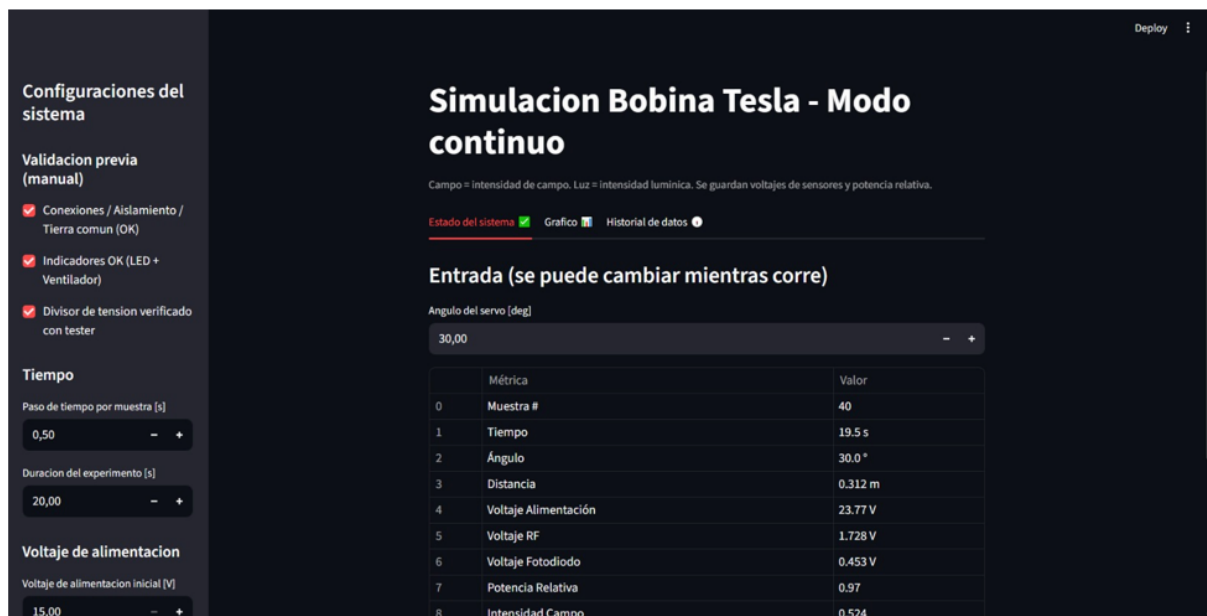 Deploy
Configuraciones del
sistema
Validacion previa
(manual)
Conexiones / Aislamiento /
Tierra comun (OK)
Indicadores OK (LED +
Ventilador)
Divisor de tension verificado
con tester
Tiempo
Paso de tiempo por muestra [s]
0,50 - +
Duracion del experimento [s]
20,00 - +
Voltaje de alimentacion
Voltaje de alimentacion inicial [V]
15,00 - +
Simulacion Bobina Tesla - Modo
continuo
Campo = intensidad de campo. Luz = intensidad luminica. Se guardan voltajes de sensores y potencia relativa.
Estado del sistema ✅ Grafico 📊 Historial de datos
Entrada (se puede cambiar mientras corre)
Angulo del servo [deg]
30,00 - +
Métrica Valor
0 Muestra # 40
1 Tiempo 19.5 s
2 Ángulo 30.0 °
3 Distancia 0.312 m
4 Voltaje Alimentación 23.77 V
5 Voltaje RF 1.728 V
6 Voltaje Fotodiodo 0.453 V
7 Potencia Relativa 0.97
8 Intensidad Campo 0.524